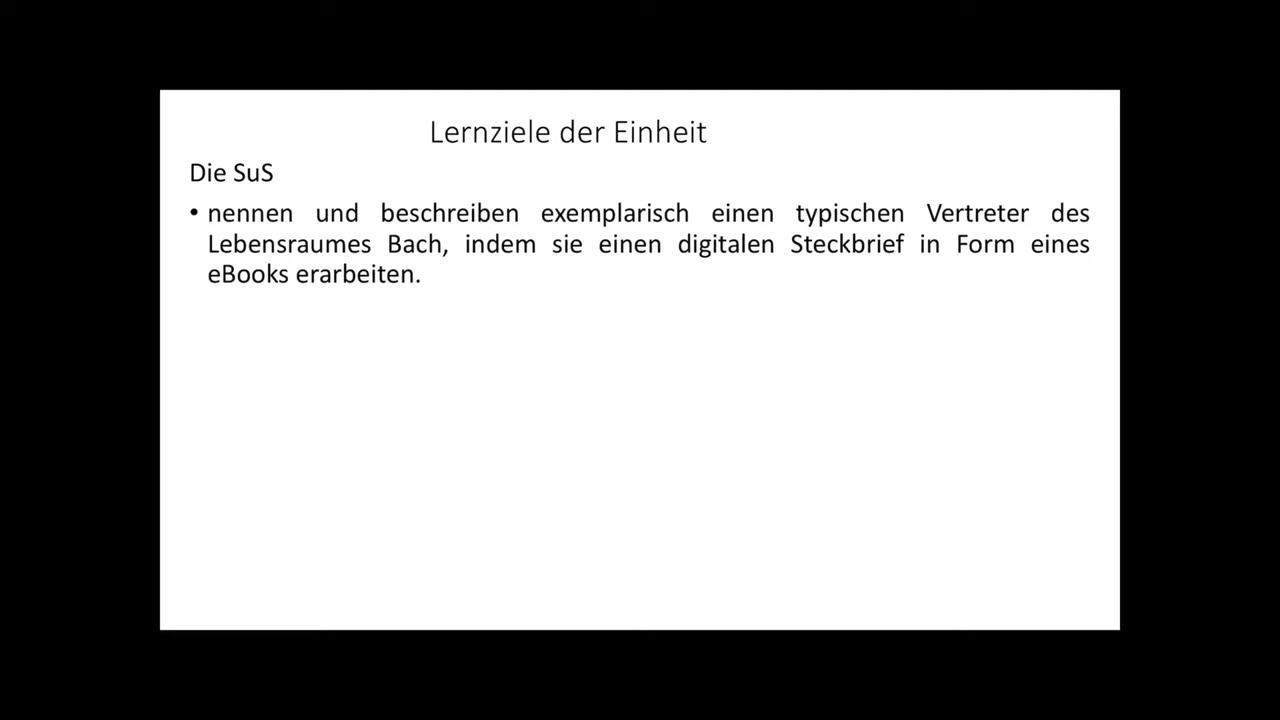 Lernziele der Einheit
Die SuS
• nennen und beschreiben exemplarisch einen typischen Vertreter des
Lebensraumes Bach, indem sie einen digitalen Steckbrief in Form eines
eBooks erarbeiten.